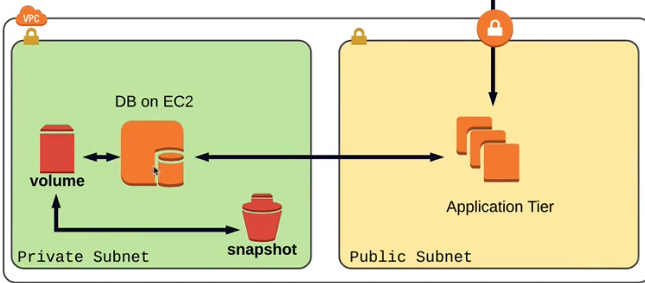 VPC
DB on EC2
volume
snapshot
Private Subnet
Application Tier
Public Subnet